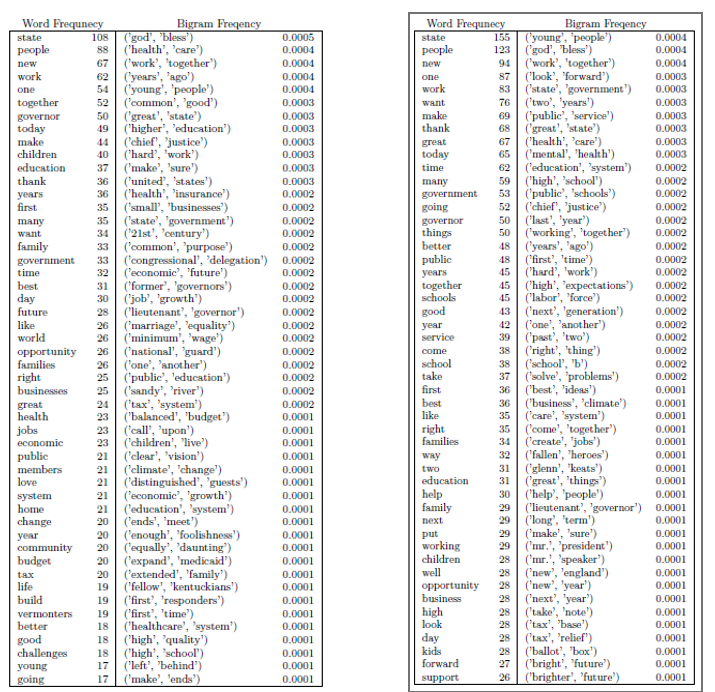 Word Frequnecy Bigram Freqency
state 108 ('god', 'bless') 0.0005
people 88 ('health', 'care') 0.0004
new 67 ('work', 'together') 0.0004
work 62 ('years', 'ago') 0.0004
one 54 ('young', 'people') 0.0004
together 52 ('common', 'good') 0.0003
governor 50 ('great', 'state') 0.0003
today 49 ('higher', 'education') 0.0003
make 44 ('chief', 'justice') 0.0003
children 40 ('hard', 'work') 0.0003
education 37 ('make', 'sure') 0.0003
thank 36 ('united', 'states') 0.0003
years 36 ('health', 'insurance') 0.0002
first 35 ('small', 'businesses') 0.0002
many 35 ('state', 'government') 0.0002
want 34 ('21st', 'century') 0.0002
family 33 ('common', 'purpose') 0.0002
government 33 ('congressional', 'delegation') 0.0002
time 32 ('economic', 'future') 0.0002
best 31 ('former', 'governors') 0.0002
day 30 ('job', 'growth') 0.0002
future 28 ('lieutenant', 'governor') 0.0002
like 26 ('marriage', 'equality') 0.0002
world 26 ('minimum', 'wage') 0.0002
opportunity 26 ('national', 'guard') 0.0002
families 26 ('one', 'another') 0.0002
right 25 ('public', 'education') 0.0002
businesses 25 ('sandy', 'river') 0.0002
great 24 ('tax', 'system') 0.0002
health 23 ('balanced', 'budget') 0.0001
jobs 23 ('call', 'upon') 0.0001
economic 23 ('children', 'live') 0.0001
public 21 ('clear', 'vision') 0.0001
members 21 ('climate', 'change') 0.0001
love 21 ('distinguished', 'guests') 0.0001
system 21 ('economic', 'growth') 0.0001
home 21 ('education', 'system') 0.0001
change 20 ('ends', 'meet') 0.0001
year 20 ('enough', 'foolishness') 0.0001
community 20 ('equally', 'daunting') 0.0001
budget 20 ('expand', 'medicaid') 0.0001
tax 20 ('extended', 'family') 0.0001
life 19 ('fellow', 'kentuckians') 0.0001
build 19 ('first', 'responders') 0.0001
vermonters 19 ('first', 'time') 0.0001
better 18 ('healthcare', 'system') 0.0001
good 18 ('high', 'quality') 0.0001
challenges 18 ('high', 'school') 0.0001
young 17 ('left', 'behind') 0.0001
going 17 ('make', 'ends') 0.0001
Word Frequnecy Bigram Freqency
state 155 ('young', 'people') 0.0004
people 123 ('god', 'bless') 0.0004
new 94 ('work', 'together') 0.0004
one 87 ('look', 'forward') 0.0003
work 83 ('state', 'government') 0.0003
want 76 ('two', 'years') 0.0003
make 69 ('public', 'service') 0.0003
thank 68 ('great', 'state') 0.0003
great 67 ('health', 'care') 0.0003
today 65 ('mental', 'health') 0.0003
time 62 ('education', 'system') 0.0002
many 59 ('high', 'school') 0.0002
government 53 ('public', 'schools') 0.0002
going 52 ('chief', 'justice') 0.0002
governor 50 ('last', 'year') 0.0002
things 50 ('working', 'together') 0.0002
better 48 ('years', 'ago') 0.0002
public 48 ('first', 'time') 0.0002
years 45 ('hard', 'work') 0.0002
together 45 ('high', 'expectations') 0.0002
schools 45 ('labor', 'force') 0.0002
good 43 ('next', 'generation') 0.0002
year 42 ('one', 'another') 0.0002
service 39 ('past', 'two') 0.0002
come 38 ('right', 'thing') 0.0002
school 38 ('school', 'b') 0.0002
take 37 ('solve', 'problems') 0.0002
first 36 ('best', 'ideas') 0.0001
best 36 ('business', 'climate') 0.0001
like 35 ('care', 'system') 0.0001
right 35 ('come', 'together') 0.0001
families 34 ('create', 'jobs') 0.0001
way 32 ('fallen', 'heroes') 0.0001
two 31 ('glenn', 'keats') 0.0001
education 31 ('great', 'things') 0.0001
help 30 ('help', 'people') 0.0001
family 29 ('lieutenant', 'governor') 0.0001
next 29 ('long', 'term') 0.0001
put 29 ('make', 'sure') 0.0001
working 29 ('mr.', 'president') 0.0001
children 28 ('mr.', 'speaker') 0.0001
well 28 ('new', 'england') 0.0001
opportunity 28 ('new', 'year') 0.0001
business 28 ('next', 'year') 0.0001
high 28 ('take', 'note') 0.0001
look 28 ('tax', 'base') 0.0001
day 28 ('tax', 'relief') 0.0001
kids 28 ('ballot', 'box') 0.0001
forward 27 ('bright', 'future') 0.0001
support 26 ('brighter', 'future') 0.0001